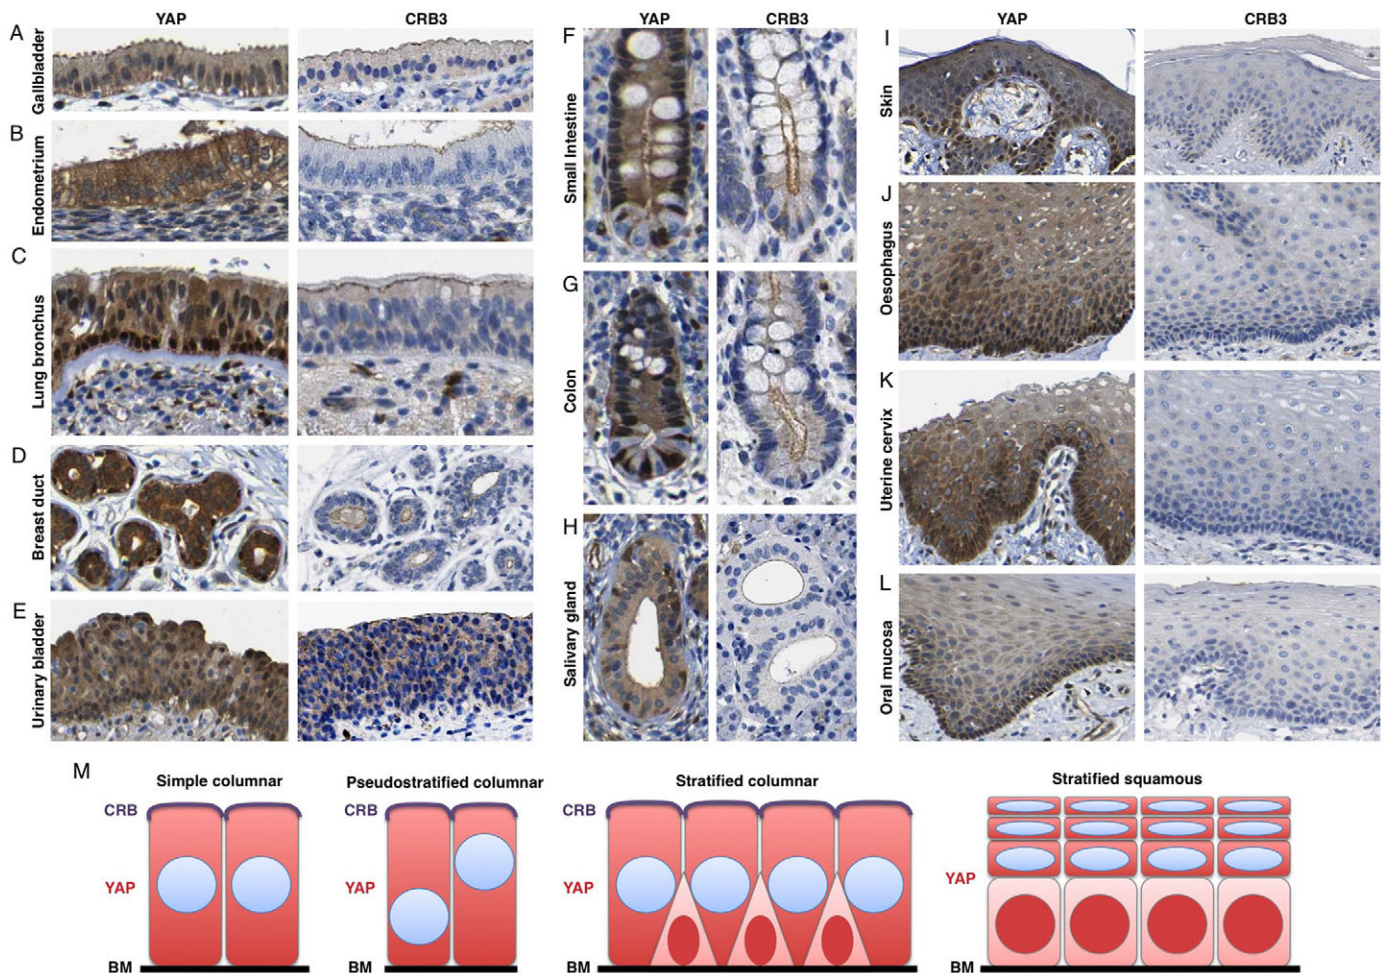 YAP CRB3
A
Gallbladder
B
Endometrium
C
Lung bronchus
D
Breast duct
E
Urinary bladder
YAP CRB3
F
Small Intestine
G
Colon
H
Salivary gland
YAP CRB3
I
Skin
J
Oesophagus
K
Uterine cervix
L
Oral mucosa
M
Simple columnar
CRB
YAP
BM
Pseudostratified columnar
CRB
YAP
BM
Stratified columnar
CRB
YAP
BM
Stratified squamous
YAP
BM